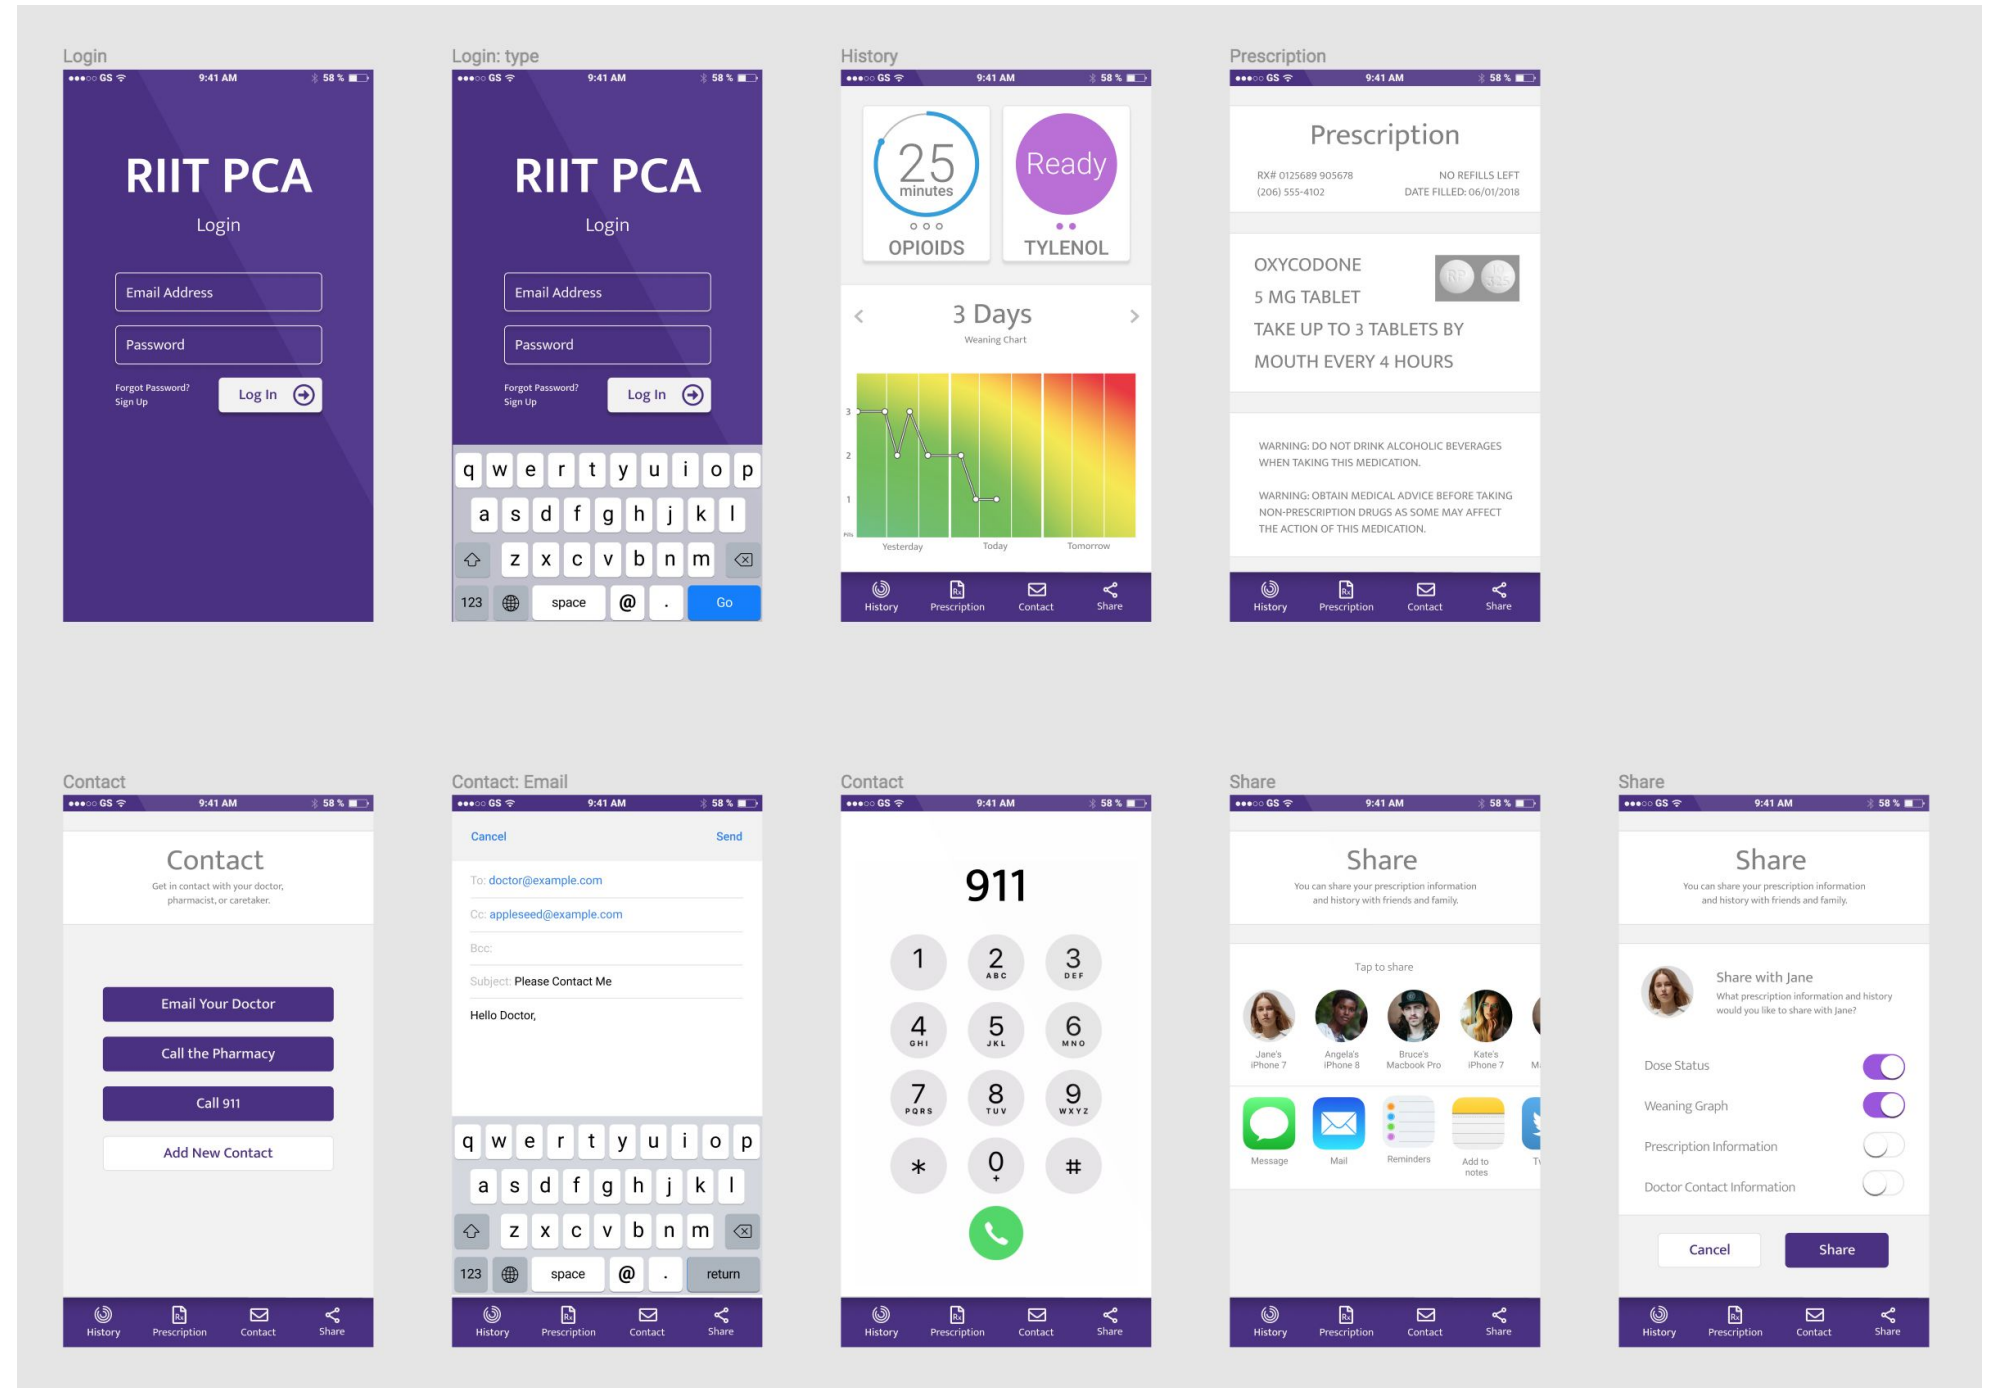 Login
GS 9:41 AM 58 %
RIIT PCA
Login
Email Address
Password
Forgot Password?
Sign Up
Log In
Login: type
GS 9:41 AM 58 %
RIIT PCA
Login
Email Address
Password
Forgot Password?
Sign Up
Log In
q w e r t y u i o p
a s d f g h j k l
z x c v b n m
123 space @ . Go
History
GS 9:41 AM 58 %
25
minutes
OPIOIDS
Ready
TYLENOL
3 Days
Weaning Chart
3
2
1
Pills
Yesterday Today Tomorrow
History Prescription Contact Share
Prescription
GS 9:41 AM 58 %
Prescription
RX# 0125689 905678 NO REFILLS LEFT
(206) 555-4102 DATE FILLED: 06/01/2018
OXYCODONE
5 MG TABLET
TAKE UP TO 3 TABLETS BY
MOUTH EVERY 4 HOURS
RP
325
WARNING: DO NOT DRINK ALCOHOLIC BEVERAGES
WHEN TAKING THIS MEDICATION.
WARNING: OBTAIN MEDICAL ADVICE BEFORE TAKING
NON-PRESCRIPTION DRUGS AS SOME MAY AFFECT
THE ACTION OF THIS MEDICATION.
History Rx Prescription Contact Share
Contact
GS 9:41 AM 58 %
Contact
Get in contact with your doctor,
pharmacist, or caretaker.
Email Your Doctor
Call the Pharmacy
Call 911
Add New Contact
History Prescription Contact Share
Contact: Email
GS 9:41 AM 58 %
Cancel Send
To: doctor@example.com
Cc: appleseed@example.com
Bcc:
Subject: Please Contact Me
Hello Doctor,
q w e r t y u i o p
a s d f g h j k l
z x c v b n m
123 space @ . return
History Prescription Contact Share
Contact
GS 9:41 AM 58 %
911
1 2 3
ABC DEF
4 5 6
GHI JKL MNO
7 8 9
PQRS TUV WXYZ
* 0 #
+
History Prescription Contact Share
Share
GS 9:41 AM 58 %
Share
You can share your prescription information
and history with friends and family.
Tap to share
Jane's Angela's Bruce's Kate's
iPhone 7 iPhone 8 Macbook Pro iPhone 7 M
Message Mail Reminders Add to Tw
notes
History Prescription Contact Share
Share
GS 9:41 AM 58 %
Share
You can share your prescription information
and history with friends and family.
Share with Jane
What prescription information and history
would you like to share with Jane?
Dose Status
Weaning Graph
Prescription Information
Doctor Contact Information
Cancel Share
History Prescription Contact Share